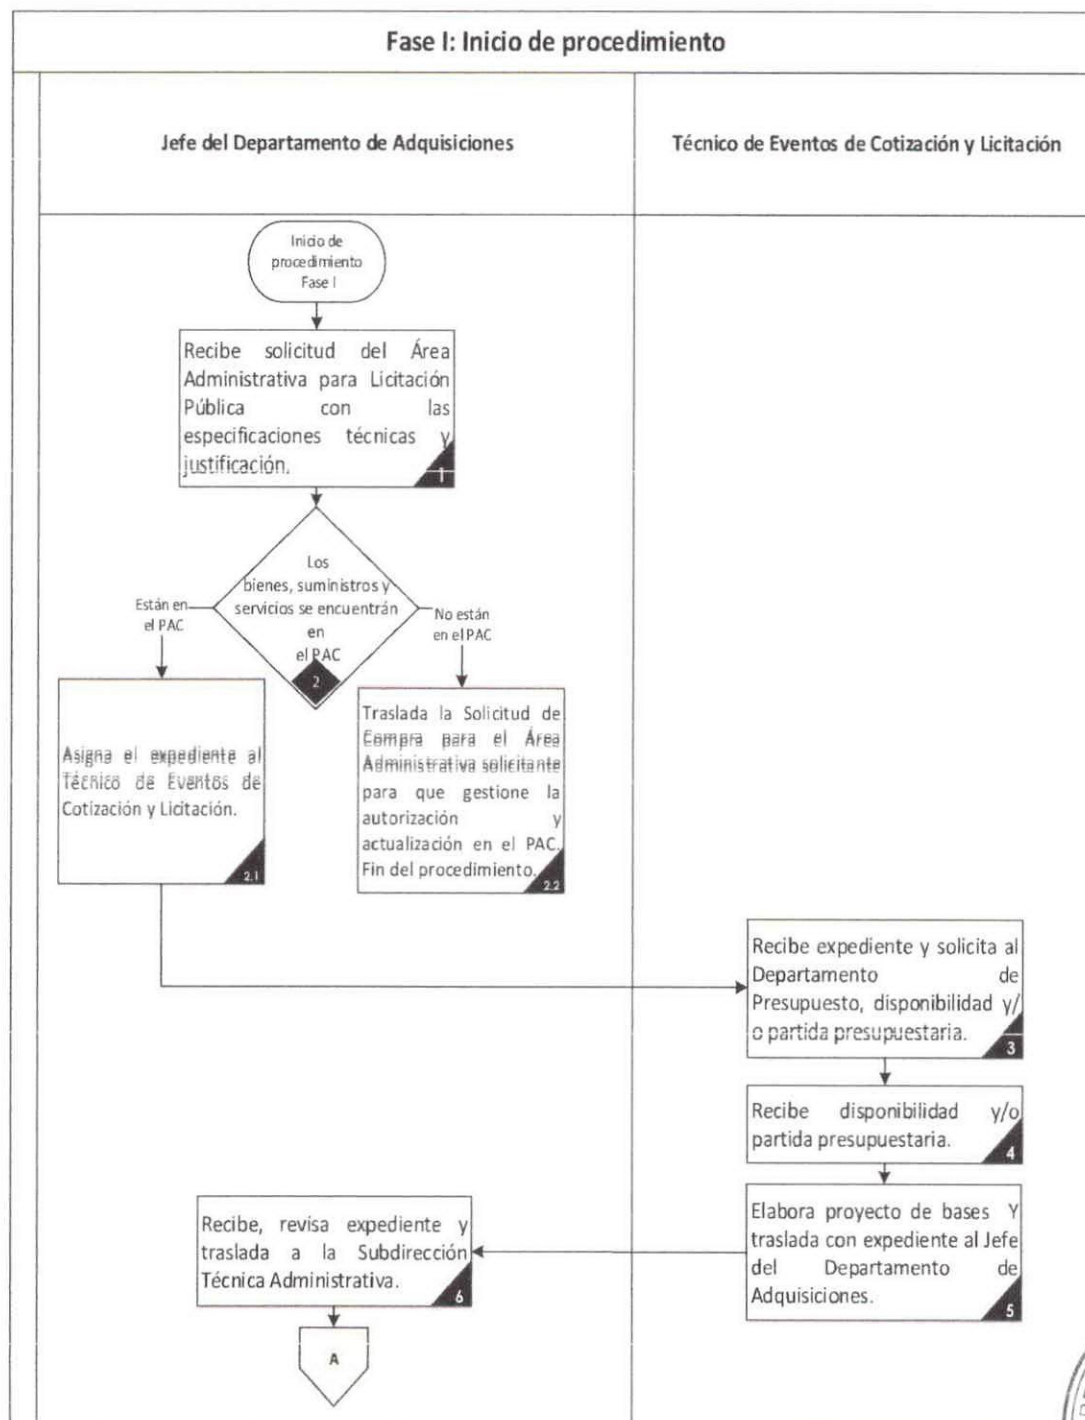 Fase I: Inicio de procedimiento
Jefe del Departamento de Adquisiciones
Técnico de Eventos de Cotización y Licitación
Inicio de
procedimiento
Fase I
Recibe solicitud del Área
Administrativa para Licitación
Pública con las
especificaciones técnicas y
justificación.
1
Los
bienes, suministros y
servicios se encuentrán
en
el PAC
2
Están en
el PAC
No están
en el PAC
Asigna el expediente al
Técnico de Eventos de
Cotización y Licitación.
2.1
Traslada la Solicitud de
Compra para el Área
Administrativa solicitante
para que gestione la
autorización y
actualización en el PAC.
Fin del procedimiento.
2.2
Recibe expediente y solicita al
Departamento de
Presupuesto, disponibilidad y/
o partida presupuestaria.
3
Recibe disponibilidad y/o
partida presupuestaria.
4
Elabora proyecto de bases Y
traslada con expediente al Jefe
del Departamento de
Adquisiciones.
5
Recibe, revisa expediente y
traslada a la Subdirección
Técnica Administrativa.
6
A